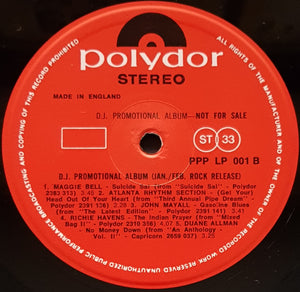 polydor
STEREO
MADE IN ENGLAND
D.J. PROMOTIONAL ALBUM—NOT FOR SALE
ST 33
PPP LP 001 B
D.J. PROMOTIONAL ALBUM (JAN./FEB. ROCK RELEASE)
1. MAGGIE BELL - Suicide Sal (from "Suicide Sal" - Polydor
2383 313) 3.22 2. ATLANTA RHYTHM SECTION - (Get Your)
Head Out Of Your Heart (from "Third Annual Pipe Dream" -
Polydor 2391 136) 3.28 3. JOHN MAYALL - Gasoline Blues
(from "The Latest Edition" - Polydor 2391 141) 3.41
4. RICHIE HAVENS - The Indian Prayer (from "Mixed
Bag II" - Polydor 2310 356) 4.07 5. DUANE ALLMAN -
No Money Down (from "An Anthology -
Vol. II" - Capricorn 2659 037) 3.25
ALL RIGHTS OF THE MANUFACTURER AND OF THE OWNER OF THE RECORDED WORK RESERVED UNAUTHORIZED PUBLIC PERFORMANCE BROADCASTING AND COPYING OF THIS RECORD PROHIBITED